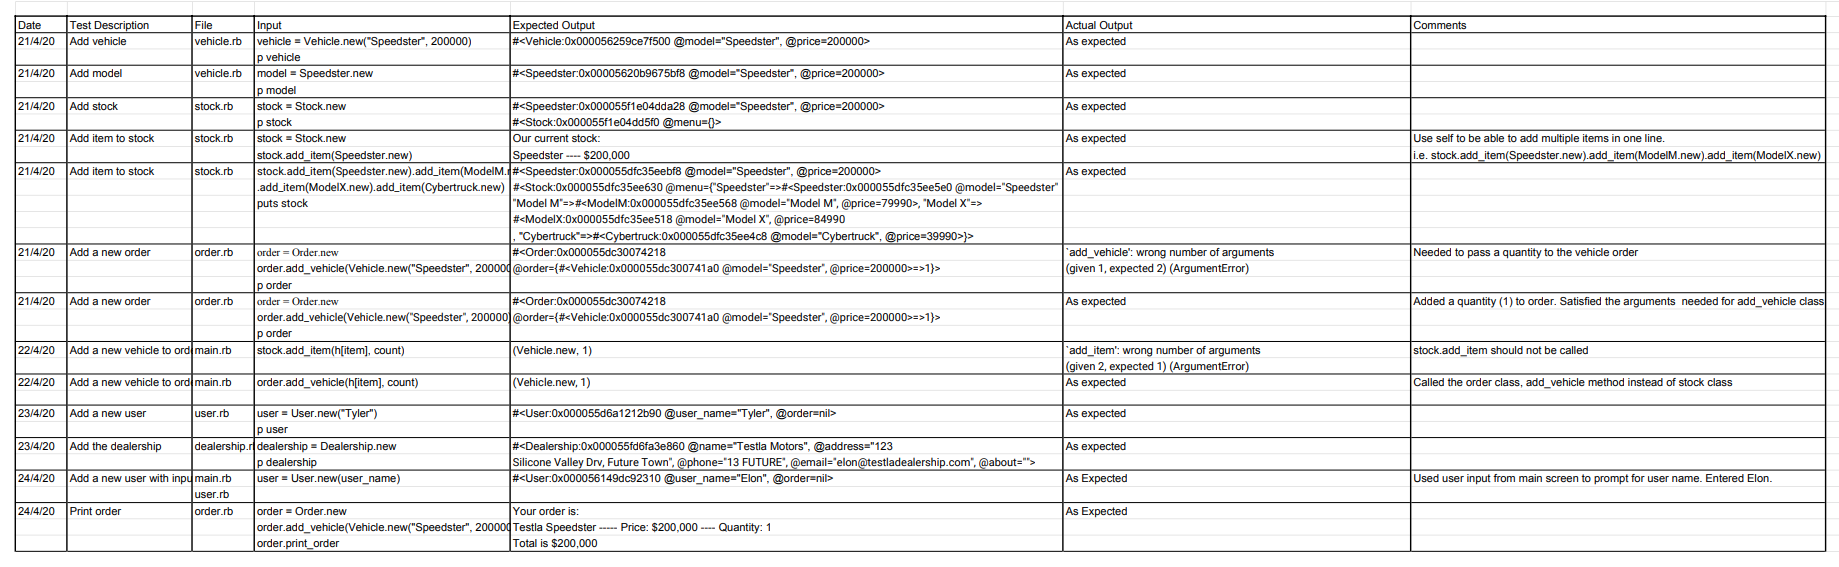 Date Test Description File Input Expected Output Actual Output Comments
21/4/20 Add vehicle vehicle.rb vehicle = Vehicle.new("Speedster", 200000) #<Vehicle:0x000056259ce7f500 @model="Speedster", @price=200000> As expected
p vehicle
21/4/20 Add model vehicle.rb model = Speedster.new #<Speedster:0x00005620b9675bf8 @model="Speedster", @price=200000> As expected
p model
21/4/20 Add stock stock.rb stock = Stock.new #<Speedster:0x000055f1e04dda28 @model="Speedster", @price=200000> As expected
p stock #<Stock:0x000055f1e04dd5f0 @menu={}>
21/4/20 Add item to stock stock.rb stock = Stock.new Our current stock: As expected Use self to be able to add multiple items in one line.
stock.add_item(Speedster.new) Speedster ---- $200,000 i.e. stock.add_item(Speedster.new).add_item(ModelM.new).add_item(ModelX.new)
21/4/20 Add item to stock stock.rb stock.add_item(Speedster.new).add_item(ModelM. #<Speedster:0x000055dfc35eebf8 @model="Speedster", @price=200000> As expected
.add_item(ModelX.new).add_item(Cybertruck.new) #<Stock:0x000055dfc35ee630 @menu={"Speedster"=>#<Speedster:0x000055dfc35ee5e0 @model="Speedster"
puts stock "Model M"=>#<ModelM:0x000055dfc35ee568 @model="Model M", @price=79990>, "Model X"=>
#<ModelX:0x000055dfc35ee518 @model="Model X", @price=84990
, "Cybertruck"=>#<Cybertruck:0x000055dfc35ee4c8 @model="Cybertruck", @price=39990>}>
21/4/20 Add a new order order.rb order = Order.new #<Order:0x000055dc30074218 `add_vehicle': wrong number of arguments Needed to pass a quantity to the vehicle order
order.add_vehicle(Vehicle.new("Speedster", 200000 @order={#<Vehicle:0x000055dc300741a0 @model="Speedster", @price=200000>=>1}> (given 1, expected 2) (ArgumentError)
p order
21/4/20 Add a new order order.rb order = Order.new #<Order:0x000055dc30074218 As expected Added a quantity (1) to order. Satisfied the arguments  needed for add_vehicle class
order.add_vehicle(Vehicle.new("Speedster", 200000) @order={#<Vehicle:0x000055dc300741a0 @model="Speedster", @price=200000>=>1}>
p order
22/4/20 Add a new vehicle to ord main.rb stock.add_item(h[item], count) (Vehicle.new, 1) `add_item': wrong number of arguments stock.add_item should not be called
(given 2, expected 1) (ArgumentError)
22/4/20 Add a new vehicle to ord main.rb order.add_vehicle(h[item], count) (Vehicle.new, 1) As expected Called the order class, add_vehicle method instead of stock class
23/4/20 Add a new user user.rb user = User.new("Tyler") #<User:0x000055d6a1212b90 @user_name="Tyler", @order=nil> As expected
p user
23/4/20 Add the dealership dealership.r dealership = Dealership.new #<Dealership:0x000055fd6fa3e860 @name="Testla Motors", @address="123 As expected
p dealership Silicone Valley Drv, Future Town", @phone="13 FUTURE", @email="elon@testladealership.com", @about="">
24/4/20 Add a new user with inpu main.rb user = User.new(user_name) #<User:0x000056149dc92310 @user_name="Elon", @order=nil> As Expected Used user input from main screen to prompt for user name. Entered Elon.
user.rb
24/4/20 Print order order.rb order = Order.new Your order is: As Expected
order.add_vehicle(Vehicle.new("Speedster", 200000 Testla Speedster ----- Price: $200,000 ---- Quantity: 1
order.print_order Total is $200,000